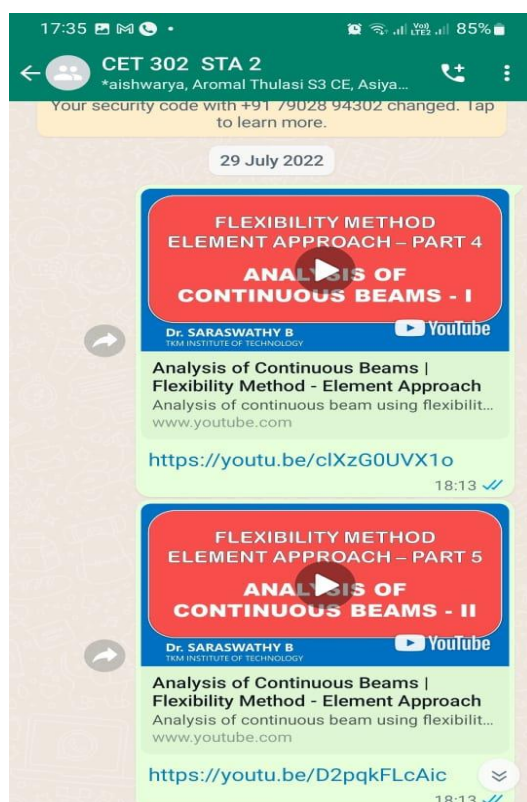 17:35
Vo))
LTE2
85%
CET 302 STA 2
*aishwarya, Aromal Thulasi S3 CE, Asiya...
Your security code with +91 79028 94302 changed. Tap
to learn more.
29 July 2022
FLEXIBILITY METHOD
ELEMENT APPROACH – PART 4
ANALYSIS OF
CONTINUOUS BEAMS - I
Dr. SARASWATHY B
TKM INSTITUTE OF TECHNOLOGY
YouTube
Analysis of Continuous Beams |
Flexibility Method - Element Approach
Analysis of continuous beam using flexibilit...
www.youtube.com
https://youtu.be/clXzG0UVX1o
18:13
FLEXIBILITY METHOD
ELEMENT APPROACH – PART 5
ANALYSIS OF
CONTINUOUS BEAMS - II
Dr. SARASWATHY B
TKM INSTITUTE OF TECHNOLOGY
YouTube
Analysis of Continuous Beams |
Flexibility Method - Element Approach
Analysis of continuous beam using flexibilit...
www.youtube.com
https://youtu.be/D2pqkFLcAic
18:13